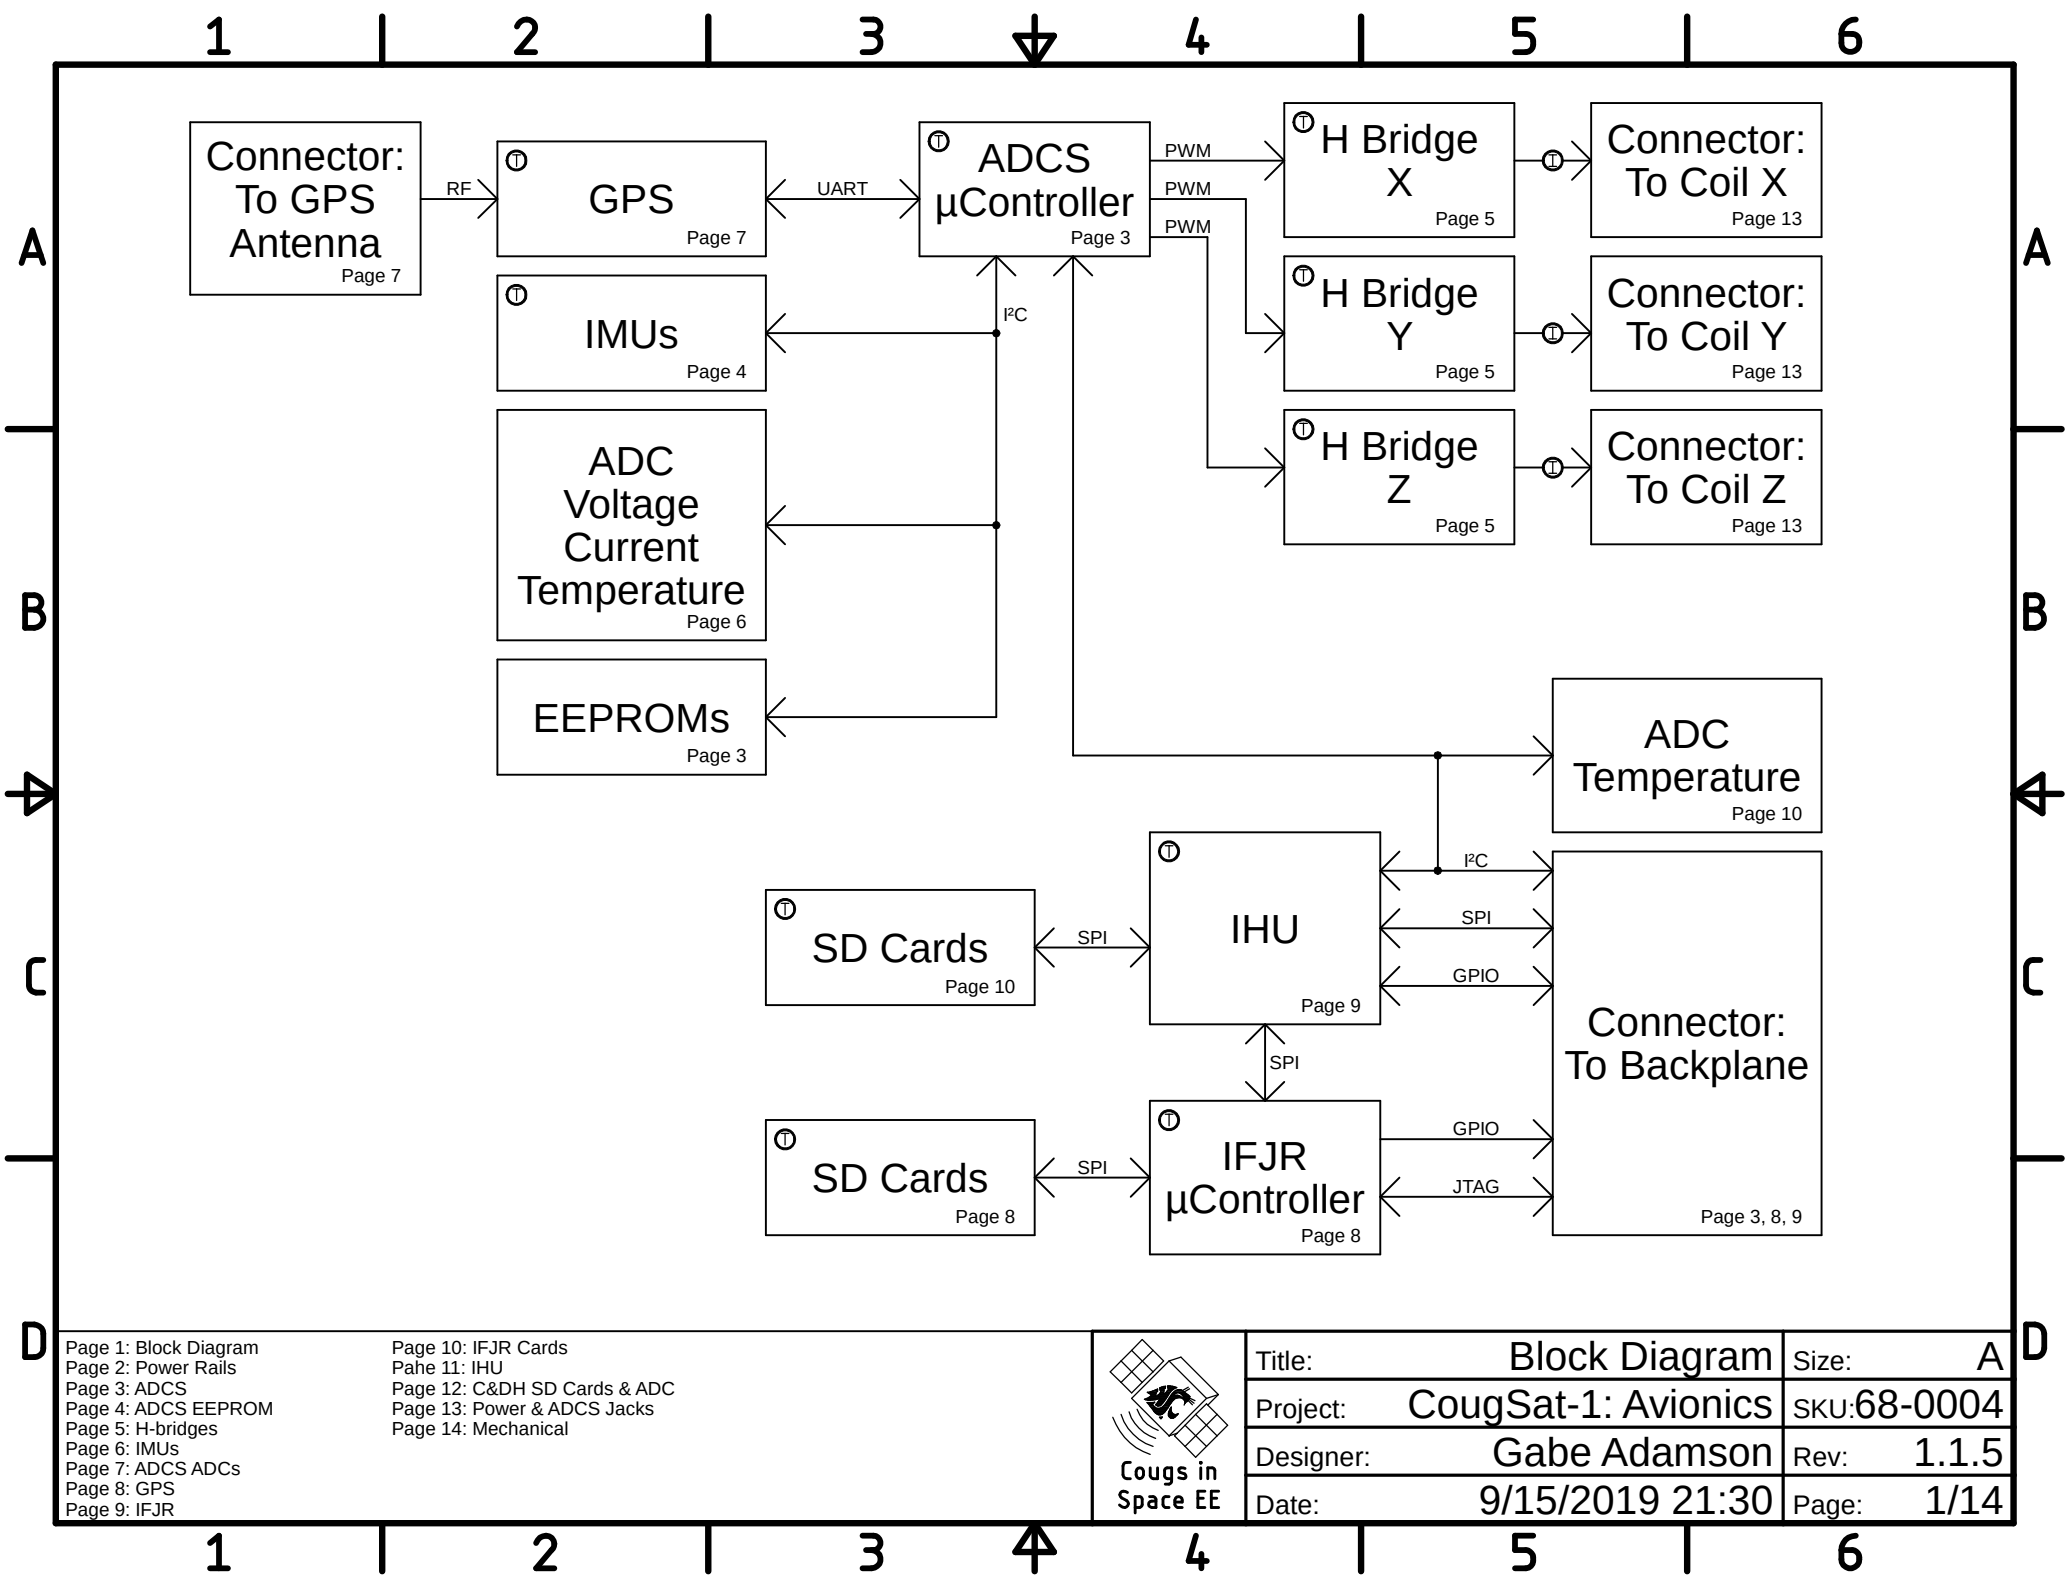 1 2 3 4 5 6
A A
B B
C C
D D
Connector:
To GPS
Antenna
Page 7
RF
T
GPS
Page 7
UART
T
ADCS
µController
Page 3
PWM
PWM
PWM
T
H Bridge
X
Page 5
I
Connector:
To Coil X
Page 13
T
IMUs
Page 4
I²C
T
H Bridge
Y
Page 5
I
Connector:
To Coil Y
Page 13
ADC
Voltage
Current
Temperature
Page 6
T
H Bridge
Z
Page 5
I
Connector:
To Coil Z
Page 13
EEPROMs
Page 3
ADC
Temperature
Page 10
T
SD Cards
Page 10
SPI
T
IHU
Page 9
I²C
SPI
GPIO
Connector:
To Backplane
Page 3, 8, 9
SPI
T
SD Cards
Page 8
SPI
T
IFJR
µController
Page 8
GPIO
JTAG
Page 1: Block Diagram
Page 2: Power Rails
Page 3: ADCS
Page 4: ADCS EEPROM
Page 5: H-bridges
Page 6: IMUs
Page 7: ADCS ADCs
Page 8: GPS
Page 9: IFJR
Page 10: IFJR Cards
Pahe 11: IHU
Page 12: C&DH SD Cards & ADC
Page 13: Power & ADCS Jacks
Page 14: Mechanical
Cougs in
Space EE
Title: Block Diagram
Size: A
Project: CougSat-1: Avionics
SKU:68-0004
Designer: Gabe Adamson
Rev: 1.1.5
Date: 9/15/2019 21:30
Page: 1/14
1 2 3 4 5 6